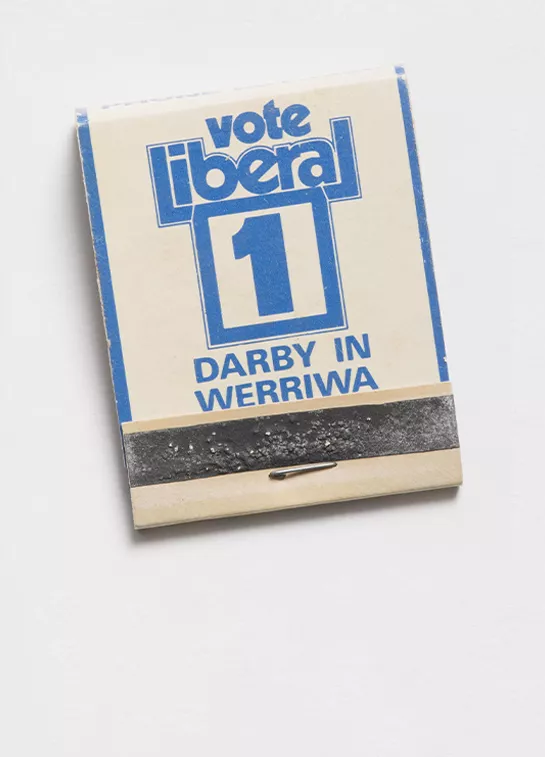 vote
liberal
1
DARBY IN
WERRIWA